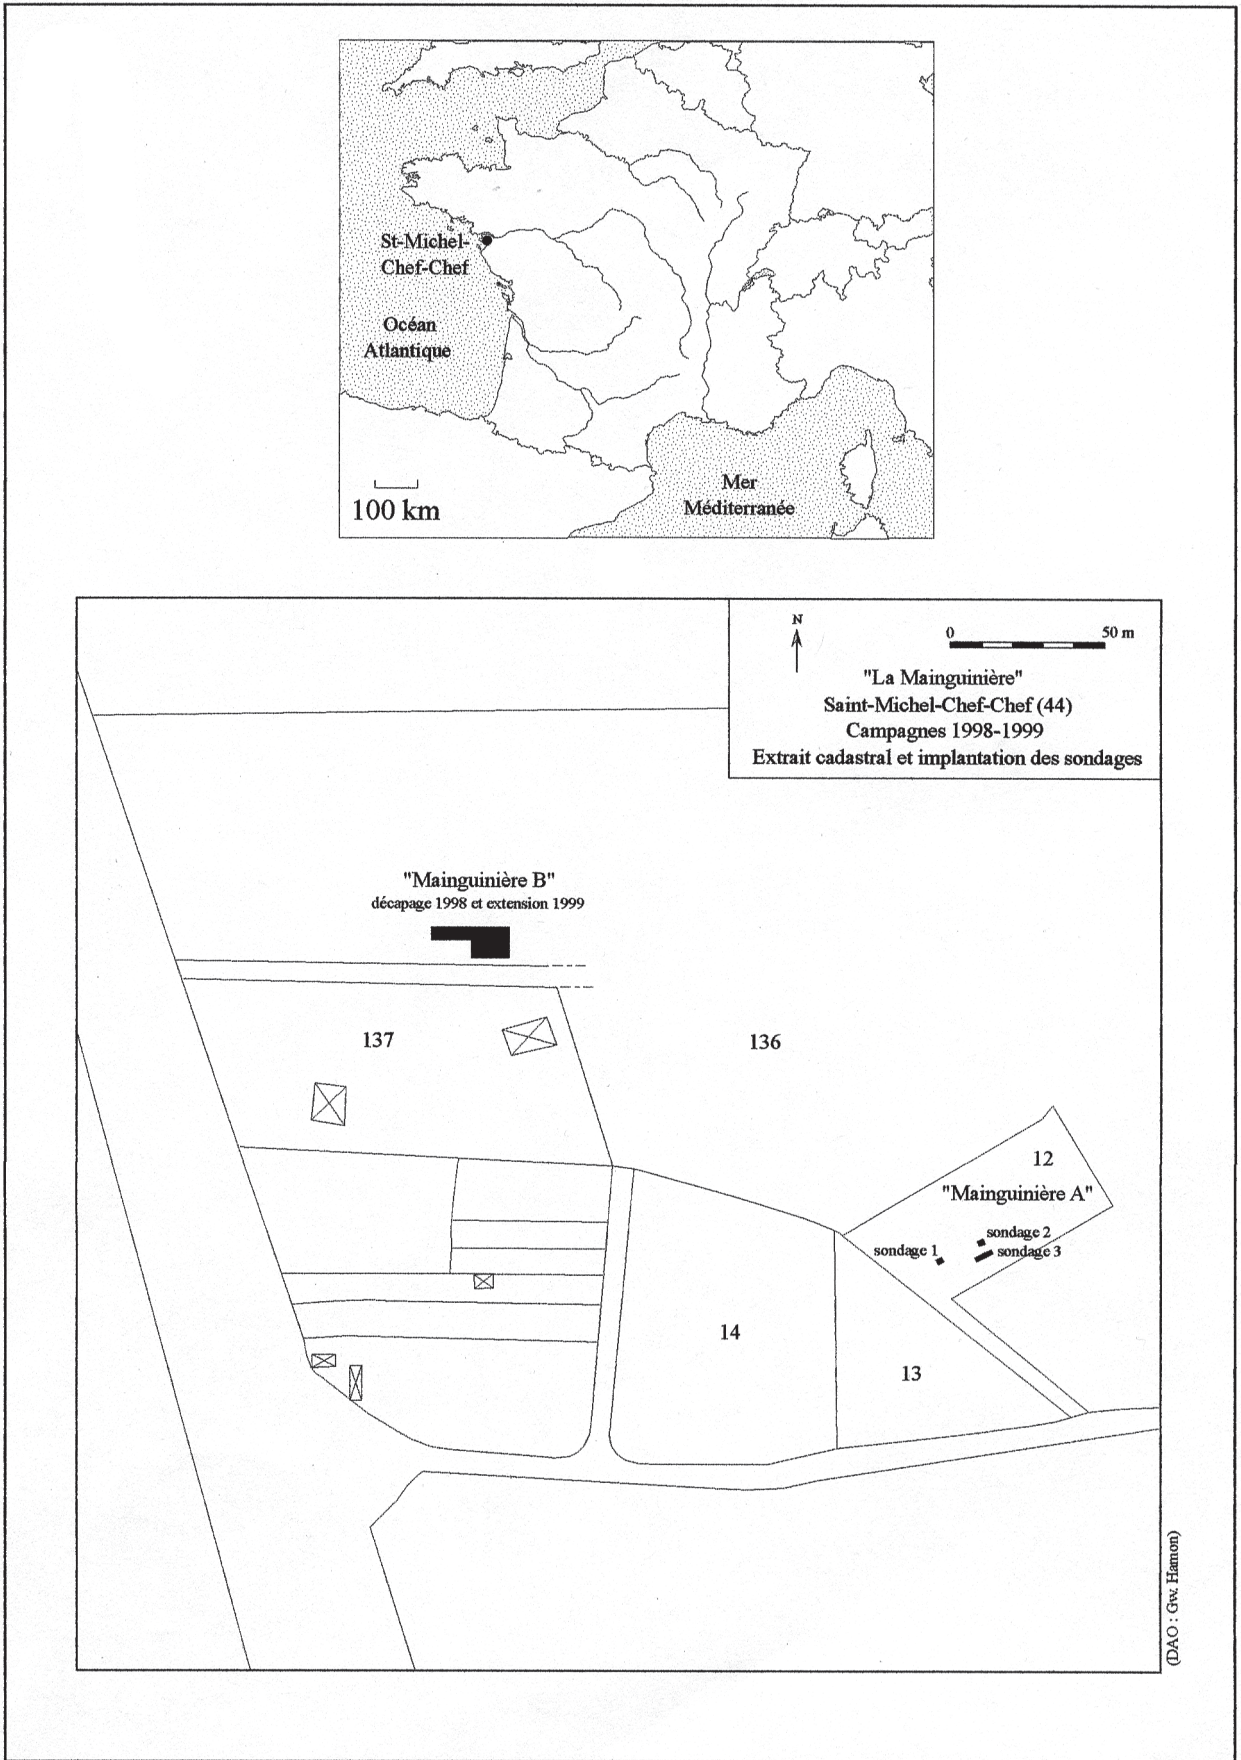 St-Michel-
Chef-Chef
Océan
Atlantique
Mer
Méditerranée
100 km
N
0 50 m
"La Mainguinière"
Saint-Michel-Chef-Chef (44)
Campagnes 1998-1999
Extrait cadastral et implantation des sondages
"Mainguinière B"
décapage 1998 et extension 1999
137
136
12
"Mainguinière A"
sondage 2
sondage 1
sondage 3
14
13
(DAO : Gw. Hamon)